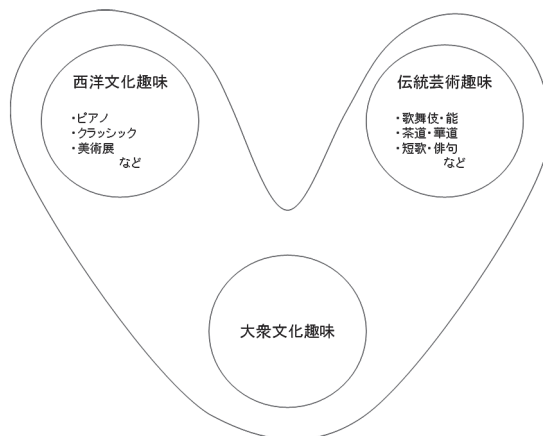 西洋文化趣味
・ピアノ
・クラッシック
・美術展
など
伝統芸術趣味
・歌舞伎・能
・茶道・華道
・短歌・俳句
など
大衆文化趣味